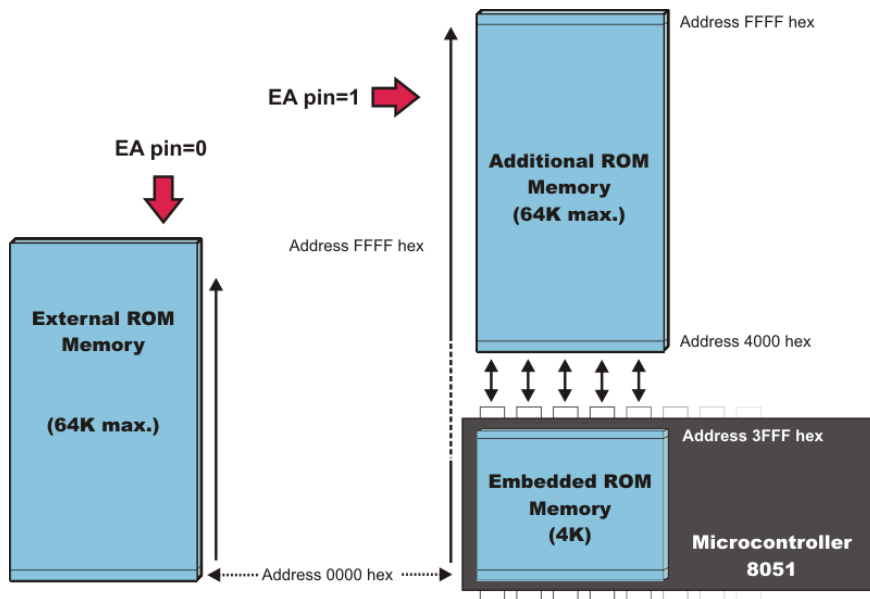 Address FFFF hex
EA pin=1
EA pin=0
Additional ROM
Memory
(64K max.)
Address FFFF hex
External ROM
Memory
(64K max.)
Address 4000 hex
Address 3FFF hex
Embedded ROM
Memory
(4K)
Microcontroller
8051
Address 0000 hex